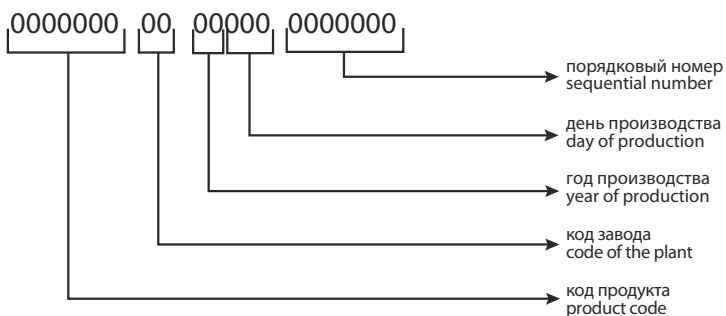 0000000 00 00000 0000000
порядковый номер
sequential number
день производства
day of production
год производства
year of production
код завода
code of the plant
код продукта
product code